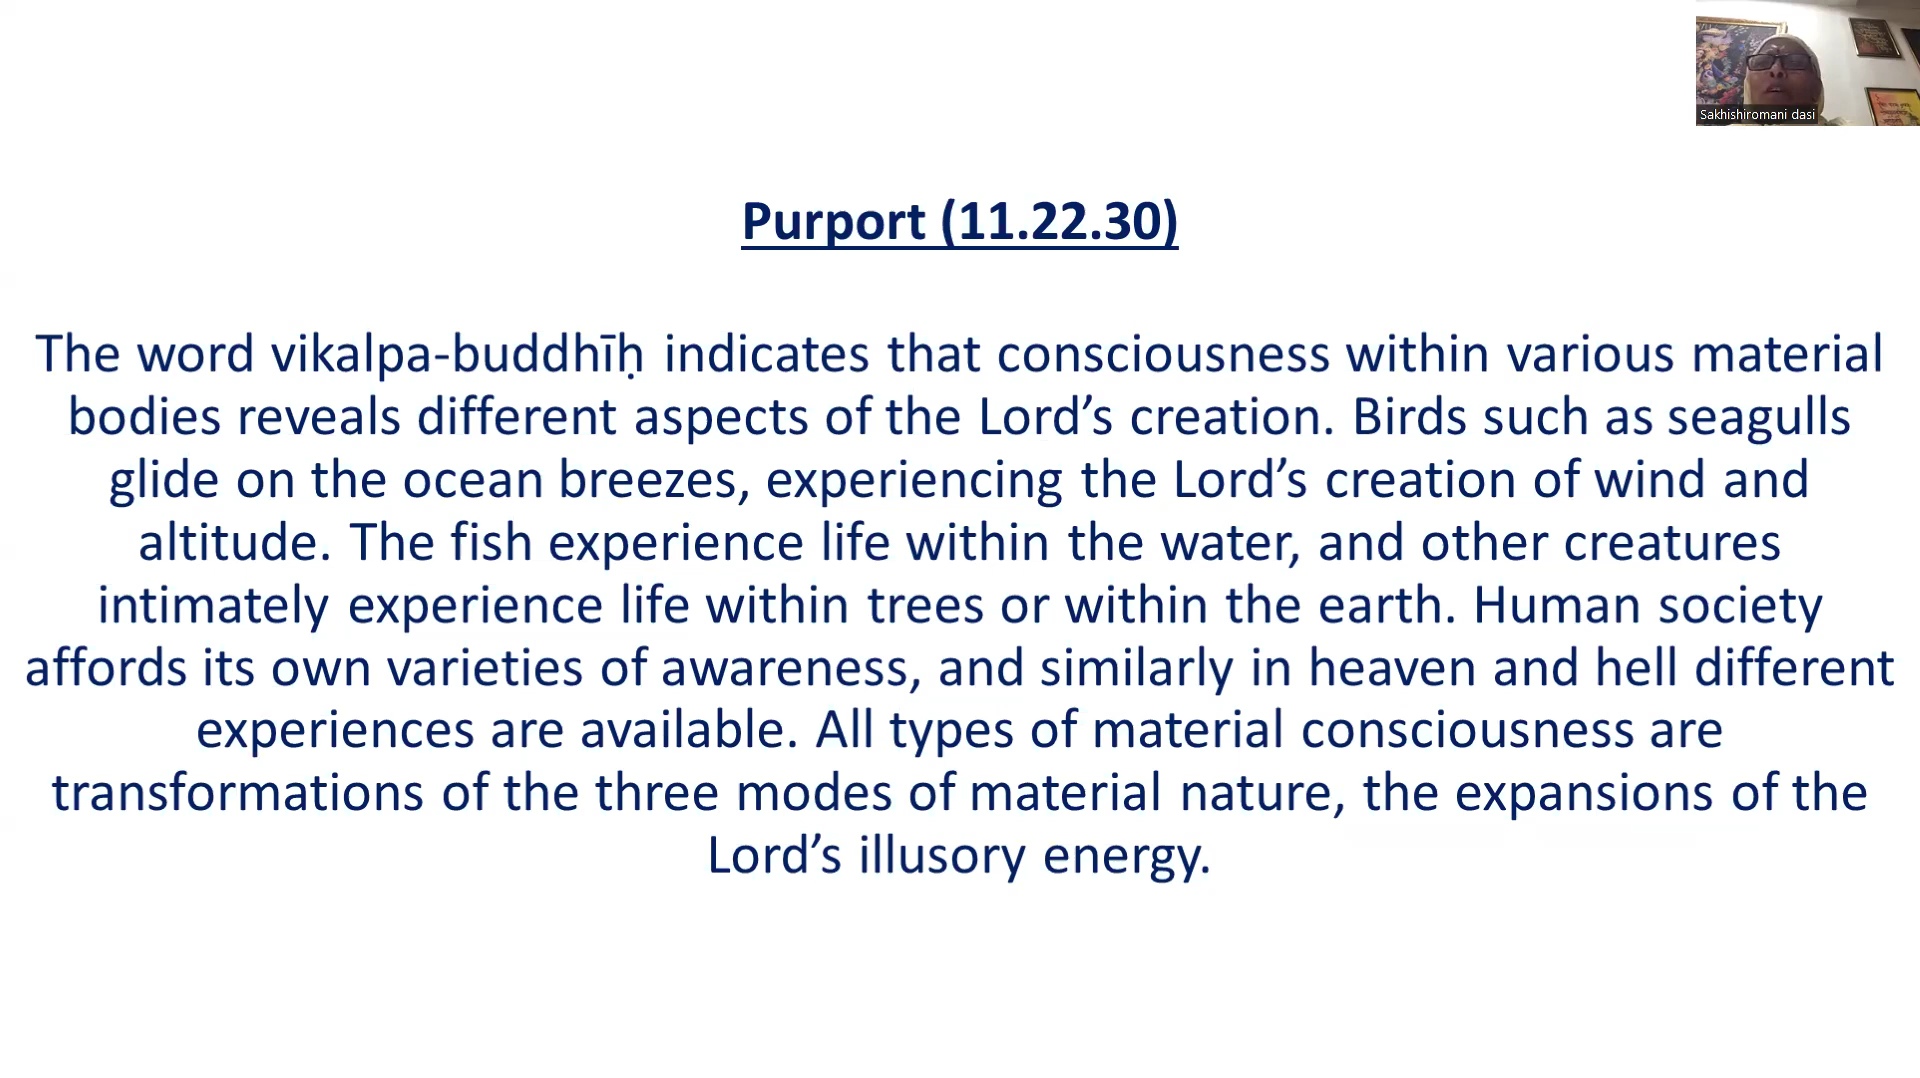 Sakhishiromani dasi
Purport (11.22.30)
The word vikalpa-buddhīḥ indicates that consciousness within various material
bodies reveals different aspects of the Lord’s creation. Birds such as seagulls
glide on the ocean breezes, experiencing the Lord’s creation of wind and
altitude. The fish experience life within the water, and other creatures
intimately experience life within trees or within the earth. Human society
affords its own varieties of awareness, and similarly in heaven and hell different
experiences are available. All types of material consciousness are
transformations of the three modes of material nature, the expansions of the
Lord’s illusory energy.